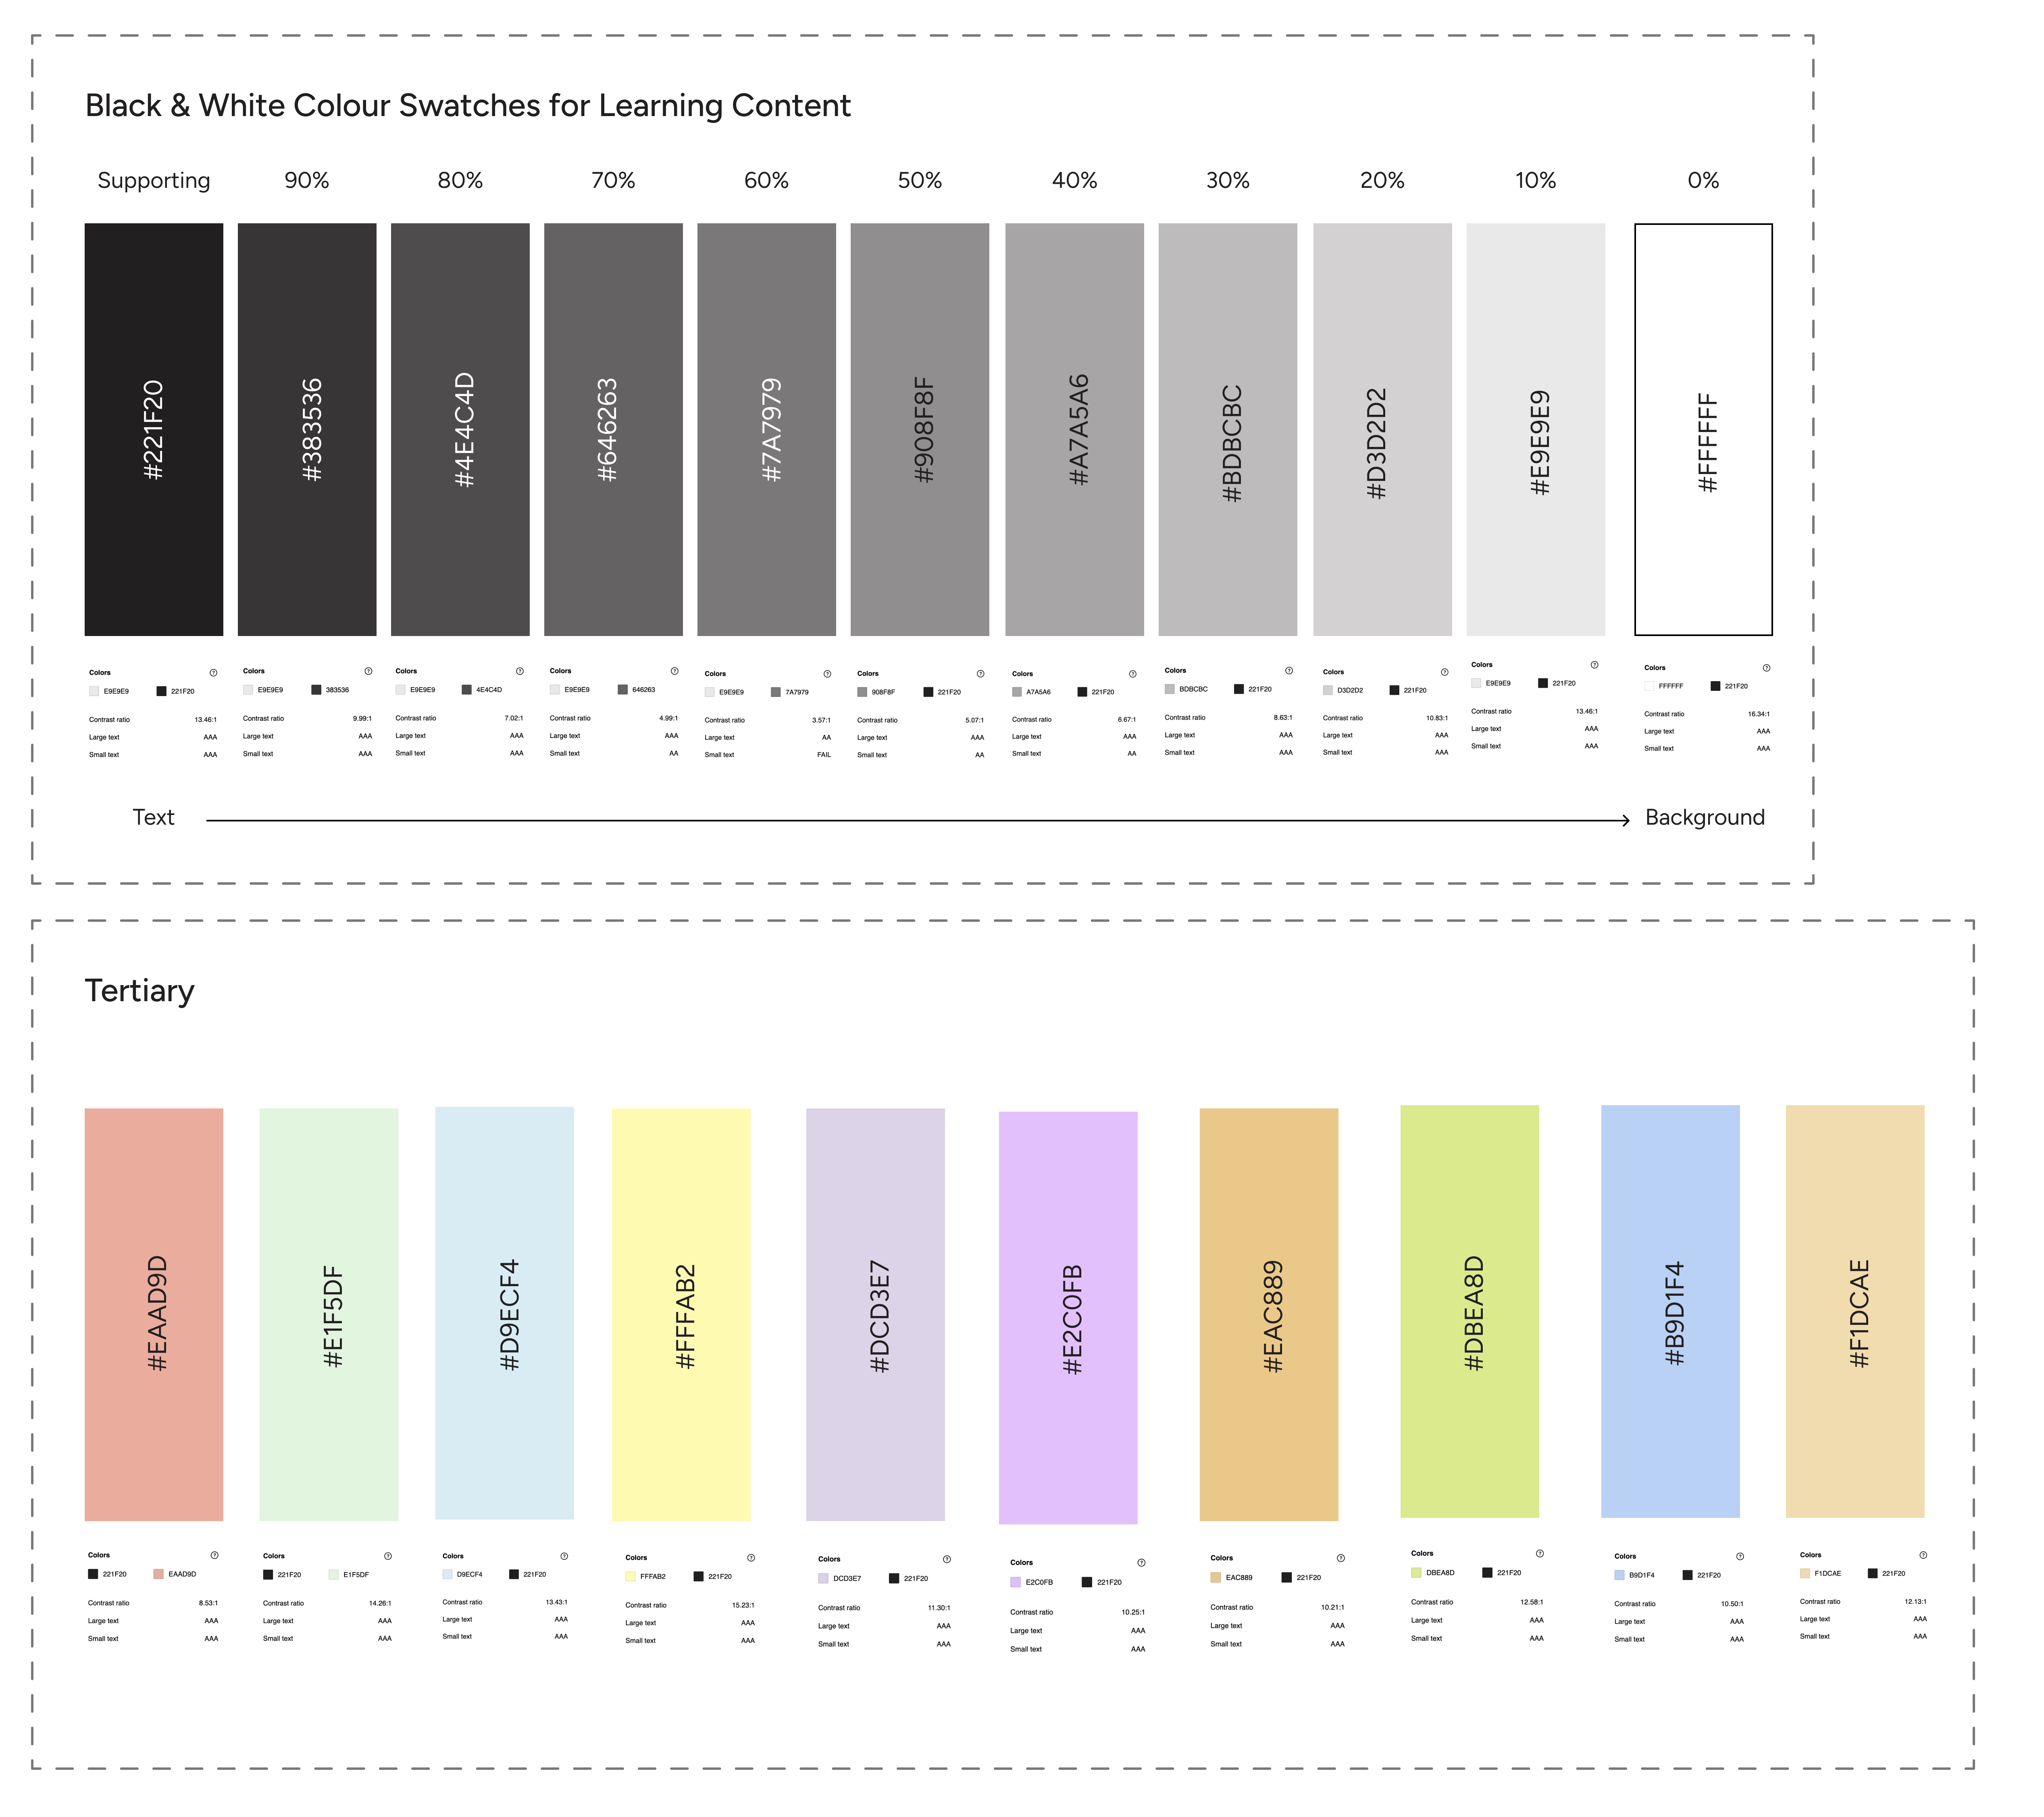 Black & White Colour Swatches for Learning Content
Supporting 90% 80% 70% 60% 50% 40% 30% 20% 10% 0%
#221F20 #383536 #4E4C4D #646263 #7A7979 #908F8F #A7A5A6 #BDBCBC #D3D2D2 #E9E9E9 #FFFFFF
Colors ? Colors ? Colors ? Colors ? Colors ? Colors ? Colors ? Colors ? Colors ? Colors ? Colors ?
E9E9E9 221F20 E9E9E9 383536 E9E9E9 4E4C4D E9E9E9 646263 E9E9E9 7A7979 908F8F 221F20 A7A5A6 221F20 BDBCBC 221F20 D3D2D2 221F20 E9E9E9 221F20 FFFFFF 221F20
Contrast ratio 13.46:1 Contrast ratio 9.99:1 Contrast ratio 7.02:1 Contrast ratio 4.99:1 Contrast ratio 3.57:1 Contrast ratio 5.07:1 Contrast ratio 6.67:1 Contrast ratio 8.63:1 Contrast ratio 10.83:1 Contrast ratio 13.46:1 Contrast ratio 16.34:1
Large text AAA Large text AAA Large text AAA Large text AAA Large text AA Large text AAA Large text AAA Large text AAA Large text AAA Large text AAA Large text AAA
Small text AAA Small text AAA Small text AAA Small text AA Small text FAIL Small text AA Small text AA Small text AAA Small text AAA Small text AAA Small text AAA
Text Background
Tertiary
#EAAD9D #E1F5DF #D9ECF4 #FFFAB2 #DCD3E7 #E2C0FB #EAC889 #DBEA8D #B9D1F4 #F1DCAE
Colors ? Colors ? Colors ? Colors ? Colors ? Colors ? Colors ? Colors ? Colors ? Colors ?
221F20 EAAD9D 221F20 E1F5DF D9ECF4 221F20 FFFAB2 221F20 DCD3E7 221F20 E2C0FB 221F20 EAC889 221F20 DBEA8D 221F20 B9D1F4 221F20 F1DCAE 221F20
Contrast ratio 8.53:1 Contrast ratio 14.26:1 Contrast ratio 13.43:1 Contrast ratio 15.23:1 Contrast ratio 11.30:1 Contrast ratio 10.25:1 Contrast ratio 10.21:1 Contrast ratio 12.58:1 Contrast ratio 10.50:1 Contrast ratio 12.13:1
Large text AAA Large text AAA Large text AAA Large text AAA Large text AAA Large text AAA Large text AAA Large text AAA Large text AAA Large text AAA
Small text AAA Small text AAA Small text AAA Small text AAA Small text AAA Small text AAA Small text AAA Small text AAA Small text AAA Small text AAA